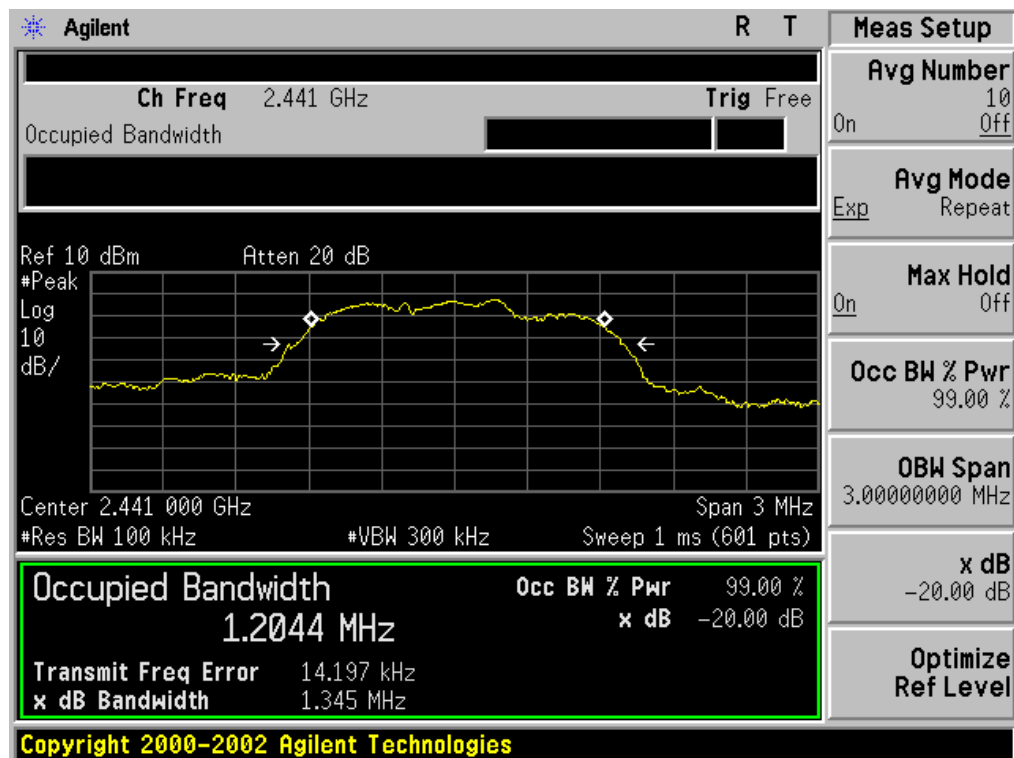 Agilent R T
Ch Freq 2.441 GHz Trig Free
Occupied Bandwidth
Ref 10 dBm Atten 20 dB
#Peak
Log
10
dB/
Center 2.441 000 GHz Span 3 MHz
#Res BW 100 kHz #VBW 300 kHz Sweep 1 ms (601 pts)
Occupied Bandwidth Occ BW % Pwr 99.00 %
1.2044 MHz x dB -20.00 dB
Transmit Freq Error 14.197 kHz
x dB Bandwidth 1.345 MHz
Copyright 2000-2002 Agilent Technologies
Meas Setup
Avg Number
10
On Off
Avg Mode
Exp Repeat
Max Hold
On Off
Occ BW % Pwr
99.00 %
OBW Span
3.00000000 MHz
x dB
-20.00 dB
Optimize
Ref Level